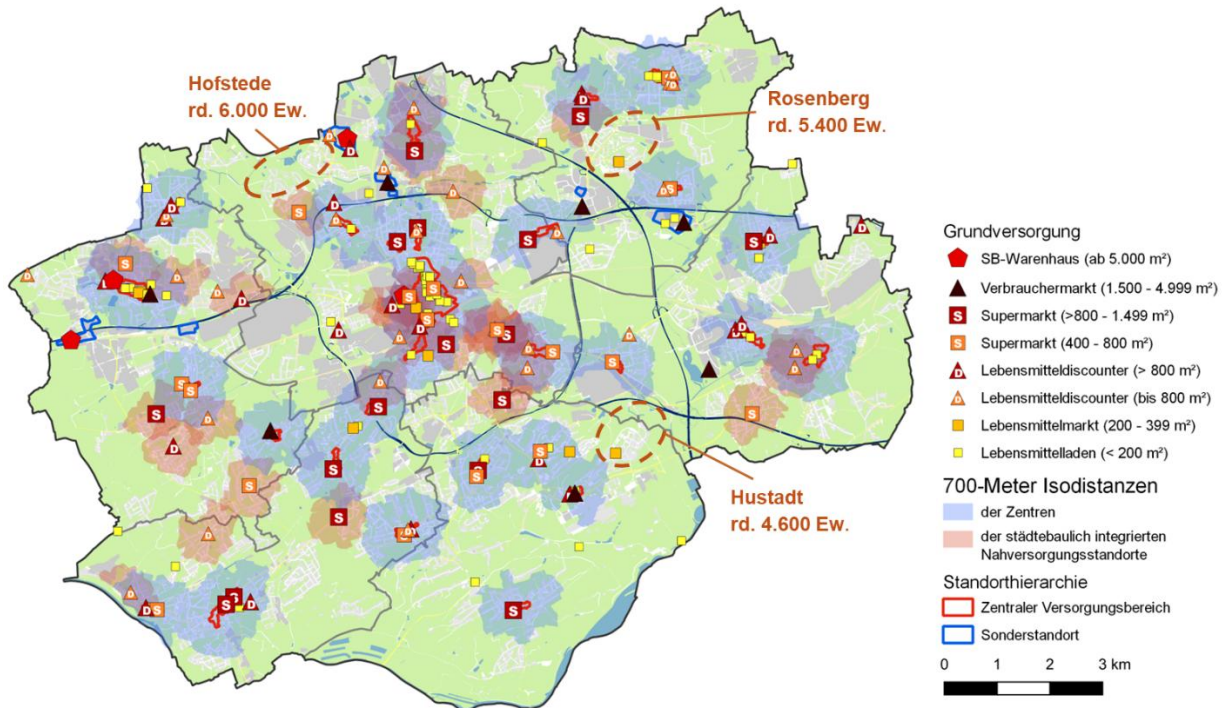 Hofstede
rd. 6.000 Ew.
Rosenberg
rd. 5.400 Ew.
Hustadt
rd. 4.600 Ew.
Grundversorgung
SB-Warenhaus (ab 5.000 m²)
Verbrauchermarkt (1.500 - 4.999 m²)
S Supermarkt (>800 - 1.499 m²)
S Supermarkt (400 - 800 m²)
D Lebensmitteldiscounter (> 800 m²)
D Lebensmitteldiscounter (bis 800 m²)
Lebensmittelmarkt (200 - 399 m²)
Lebensmittelladen (< 200 m²)
700-Meter Isodistanzen
der Zentren
der städtebaulich integrierten
Nahversorgungsstandorte
Standorthierarchie
Zentraler Versorgungsbereich
Sonderstandort
0 1 2 3 km